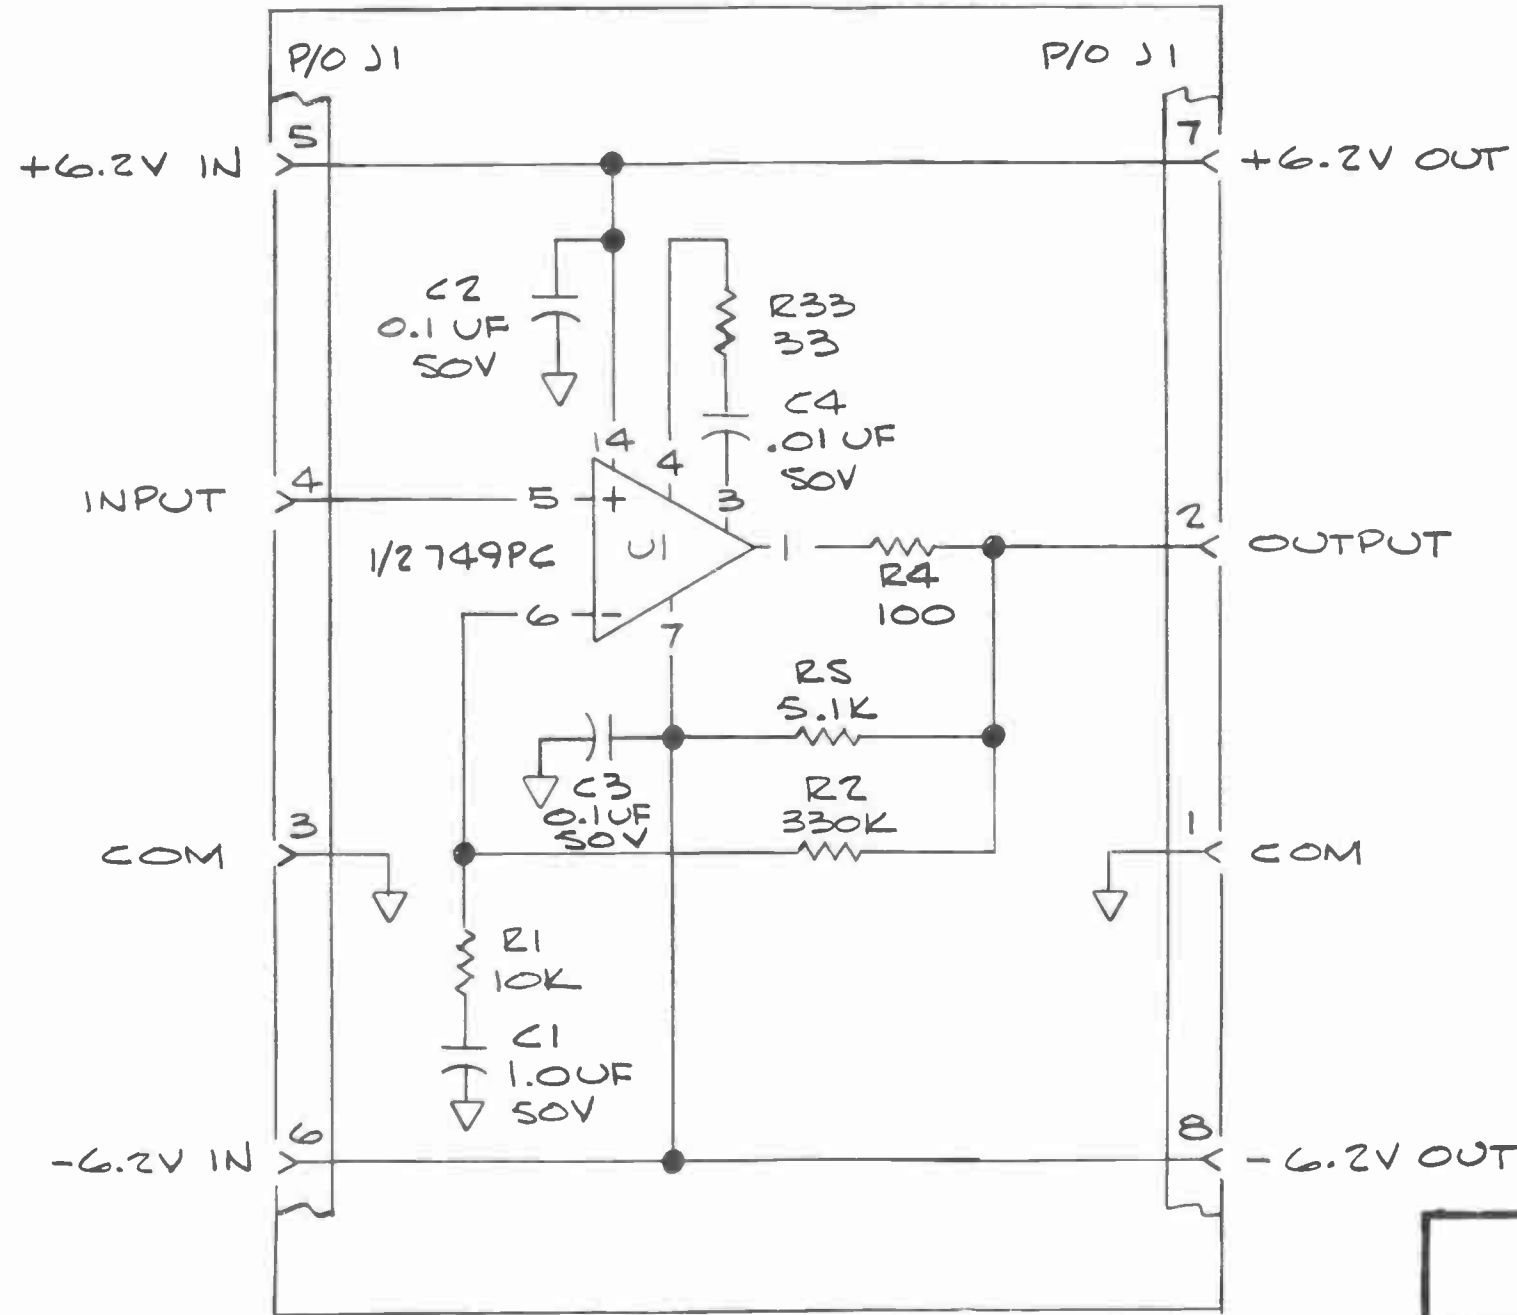 P/O J1
P/O J1
5
7
+6.2V IN
+6.2V OUT
C2
0.1 UF
50V
R33
33
C4
.01 UF
50V
14
4
3
4
INPUT
5
+
2
1/2 749PC
U1
1
OUTPUT
R4
100
6
-
7
R5
5.1K
C3
0.1UF
50V
R2
330K
3
1
COM
COM
R1
10K
C1
1.0UF
50V
6
8
-6.2V IN
-6.2V OUT